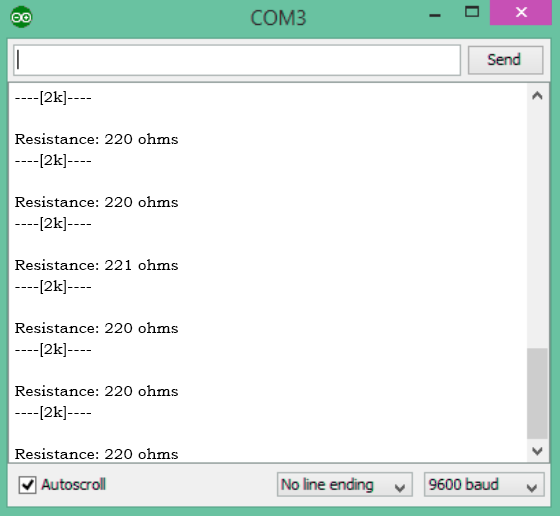 COM3
Send
----[2k]----
Resistance: 220 ohms
----[2k]----
Resistance: 220 ohms
----[2k]----
Resistance: 221 ohms
----[2k]----
Resistance: 220 ohms
----[2k]----
Resistance: 220 ohms
----[2k]----
Resistance: 220 ohms
Autoscroll
No line ending
9600 baud